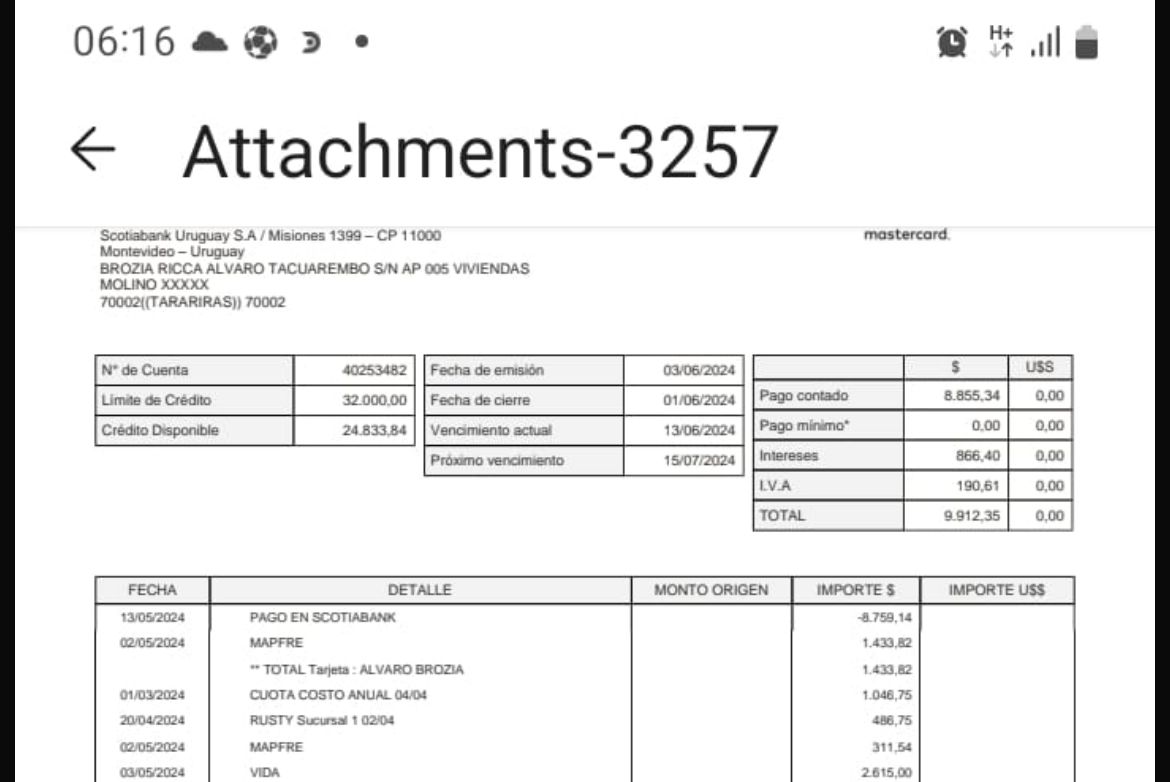 06:16
H+
Attachments-3257
Scotiabank Uruguay S.A / Misiones 1399 – CP 11000
mastercard.
Montevideo – Uruguay
BROZIA RICCA ALVARO TACUAREMBO S/N AP 005 VIVIENDAS
MOLINO XXXXX
70002((TARARIRAS)) 70002
N° de Cuenta 40253482
Límite de Crédito 32.000,00
Crédito Disponible 24.833,84
Fecha de emisión 03/06/2024
Fecha de cierre 01/06/2024
Vencimiento actual 13/06/2024
Próximo vencimiento 15/07/2024
$ U$S
Pago contado 8.855,34 0,00
Pago mínimo* 0,00 0,00
Intereses 866,40 0,00
I.V.A 190,61 0,00
TOTAL 9.912,35 0,00
FECHA DETALLE MONTO ORIGEN IMPORTE $ IMPORTE U$$
13/05/2024 PAGO EN SCOTIABANK -8.759,14
02/05/2024 MAPFRE 1.433,82
** TOTAL Tarjeta : ALVARO BROZIA 1.433,82
01/03/2024 CUOTA COSTO ANUAL 04/04 1.046,75
20/04/2024 RUSTY Sucursal 1 02/04 486,75
02/05/2024 MAPFRE 311,54
03/05/2024 VIDA 2.615,00